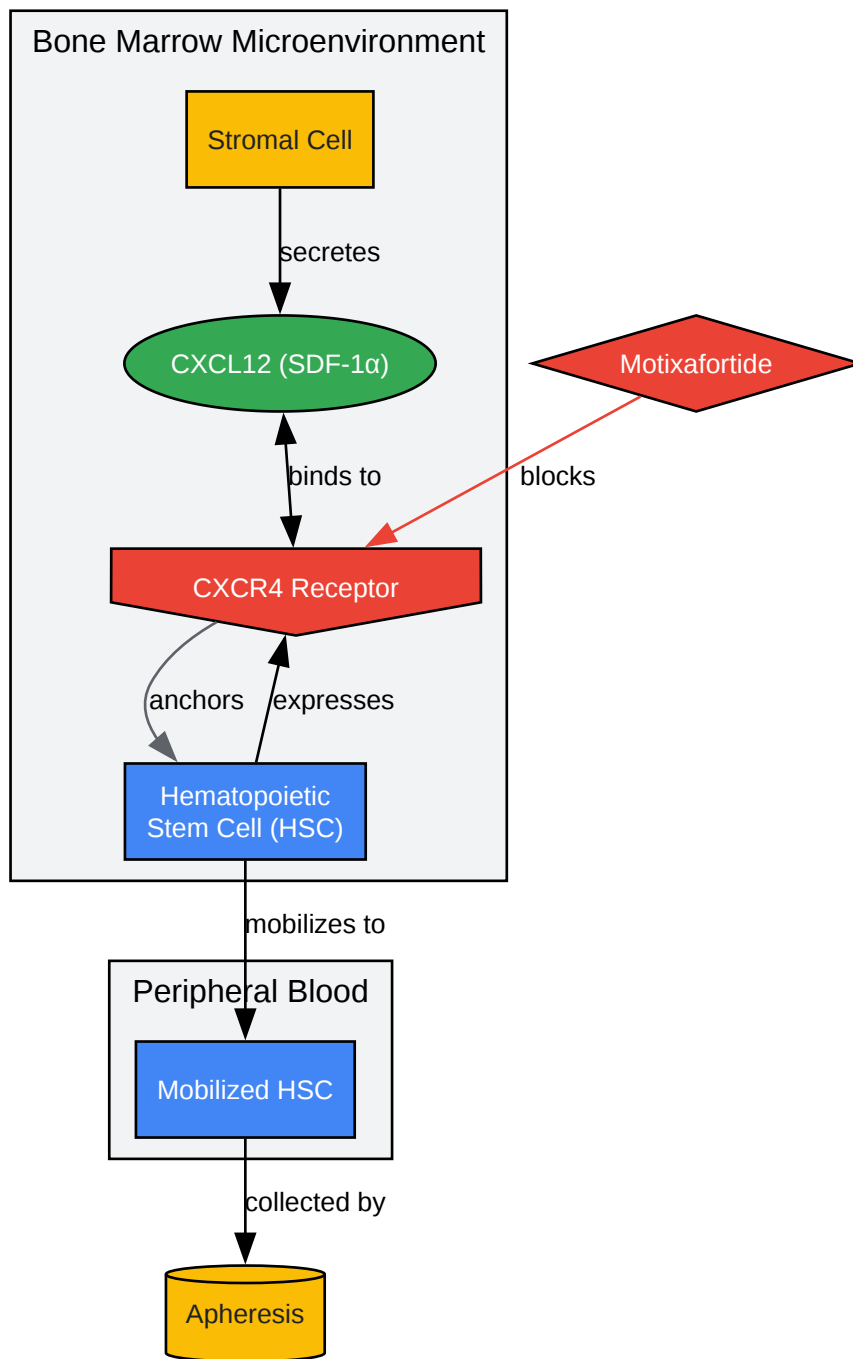 Bone Marrow Microenvironment
Stromal Cell
secretes
CXCL12 (SDF-1α)
Motixafortide
binds to
blocks
CXCR4 Receptor
anchors
expresses
Hematopoietic
Stem Cell (HSC)
mobilizes to
Peripheral Blood
Mobilized HSC
collected by
Apheresis